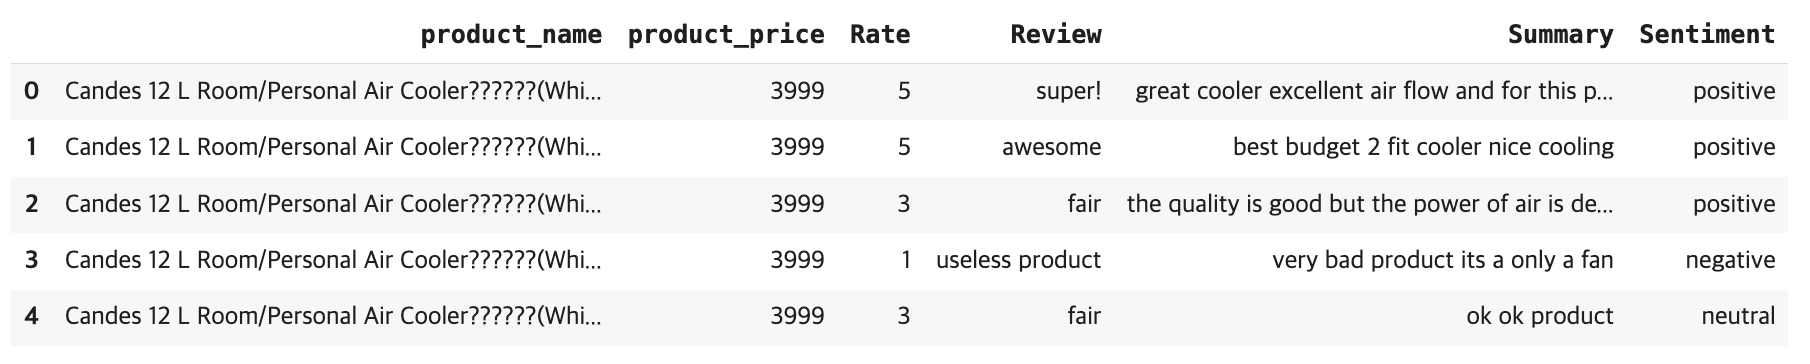 product_name product_price Rate Review Summary Sentiment
0 Candes 12 L Room/Personal Air Cooler??????(Whi... 3999 5 super! great cooler excellent air flow and for this p... positive
1 Candes 12 L Room/Personal Air Cooler??????(Whi... 3999 5 awesome best budget 2 fit cooler nice cooling positive
2 Candes 12 L Room/Personal Air Cooler??????(Whi... 3999 3 fair the quality is good but the power of air is de... positive
3 Candes 12 L Room/Personal Air Cooler??????(Whi... 3999 1 useless product very bad product its a only a fan negative
4 Candes 12 L Room/Personal Air Cooler??????(Whi... 3999 3 fair ok ok product neutral